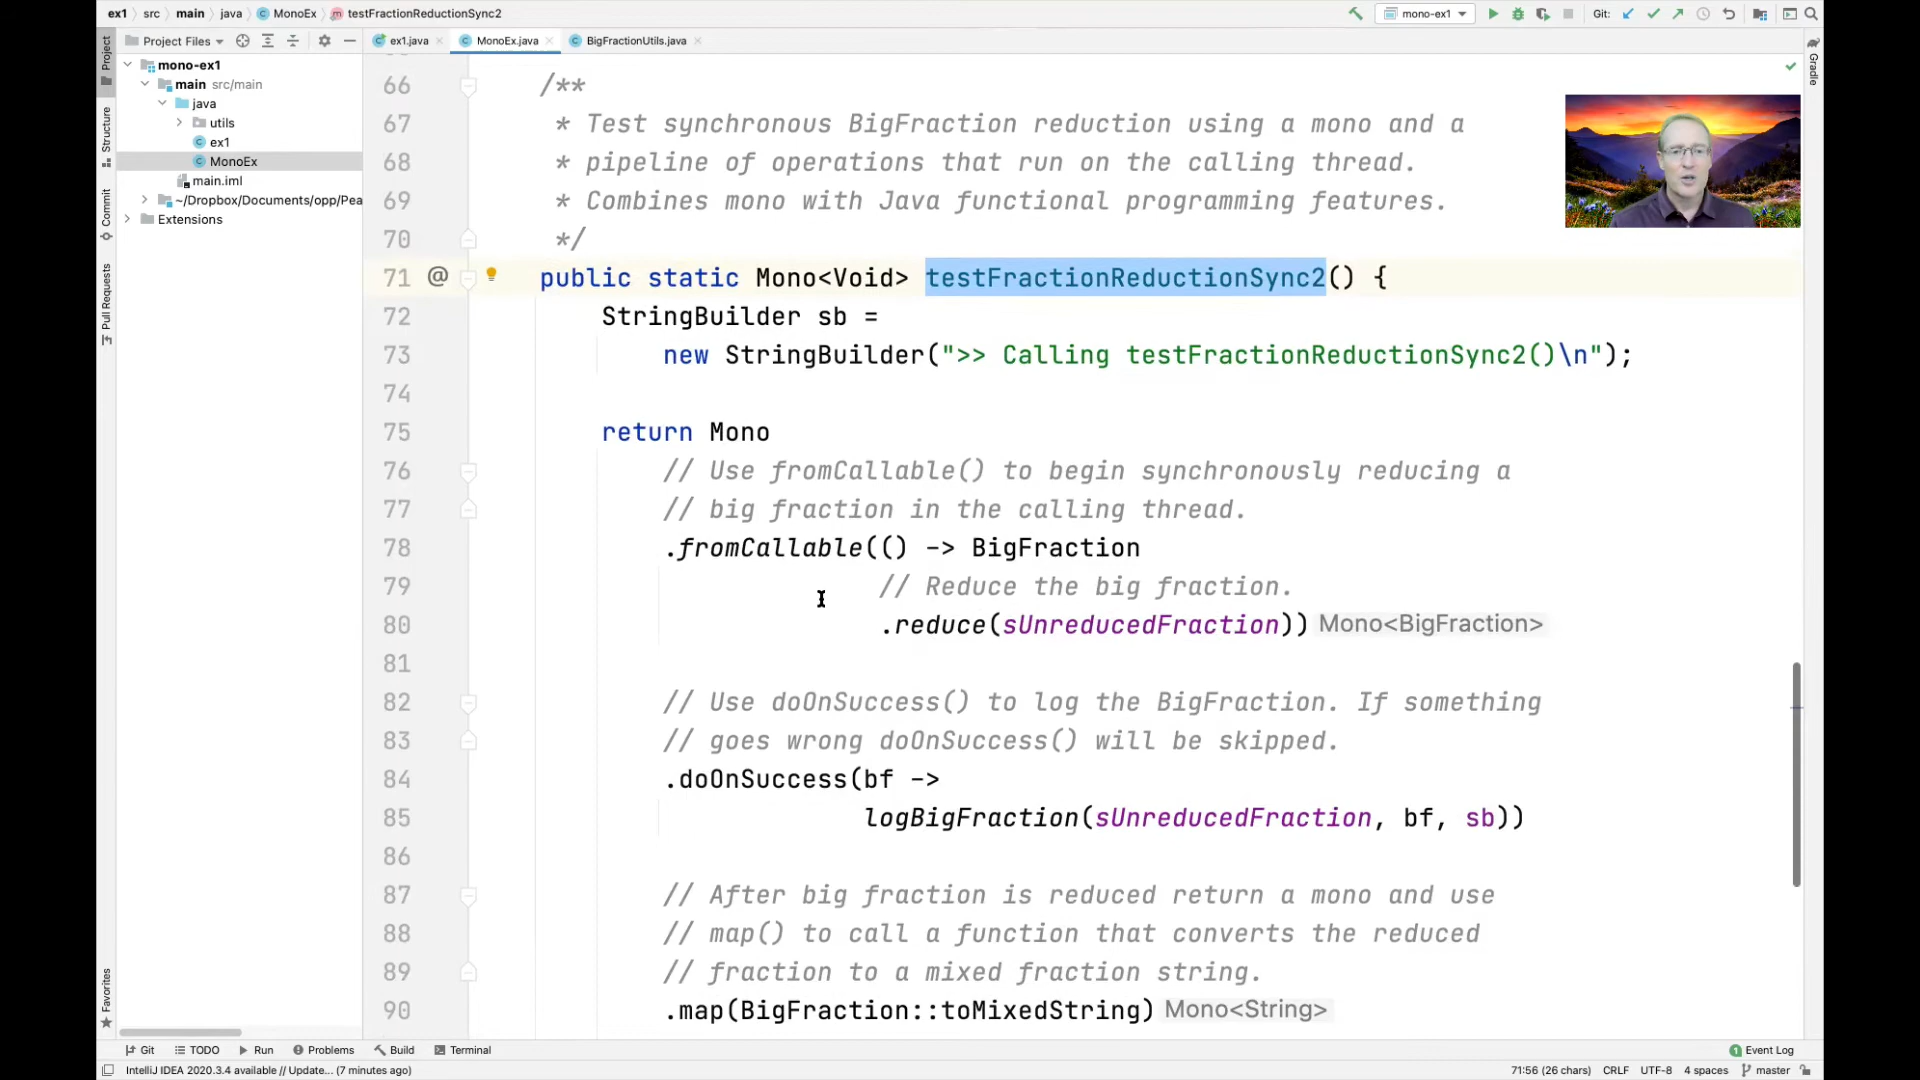 ex1 src main java MonoEx testFractionReductionSync2
mono-ex1 Git:
Project Files ex1.java MonoEx.java BigFractionUtils.java
Project
Structure
Commit
Pull Requests
Favorites
Gradle
mono-ex1
main src/main
java
utils
ex1
MonoEx
main.iml
~/Dropbox/Documents/opp/Pea
Extensions
66 /**
67 * Test synchronous BigFraction reduction using a mono and a
68 * pipeline of operations that run on the calling thread.
69 * Combines mono with Java functional programming features.
70 */
71 @ public static Mono<Void> testFractionReductionSync2() {
72 StringBuilder sb =
73 new StringBuilder(">> Calling testFractionReductionSync2()\n");
74
75 return Mono
76 // Use fromCallable() to begin synchronously reducing a
77 // big fraction in the calling thread.
78 .fromCallable(() -> BigFraction
79 // Reduce the big fraction.
80 .reduce(sUnreducedFraction)) Mono<BigFraction>
81
82 // Use doOnSuccess() to log the BigFraction. If something
83 // goes wrong doOnSuccess() will be skipped.
84 .doOnSuccess(bf ->
85 logBigFraction(sUnreducedFraction, bf, sb))
86
87 // After big fraction is reduced return a mono and use
88 // map() to call a function that converts the reduced
89 // fraction to a mixed fraction string.
90 .map(BigFraction::toMixedString) Mono<String>
Git TODO Run Problems Build Terminal 1 Event Log
IntelliJ IDEA 2020.3.4 available // Update... (7 minutes ago) 71:56 (26 chars) CRLF UTF-8 4 spaces master